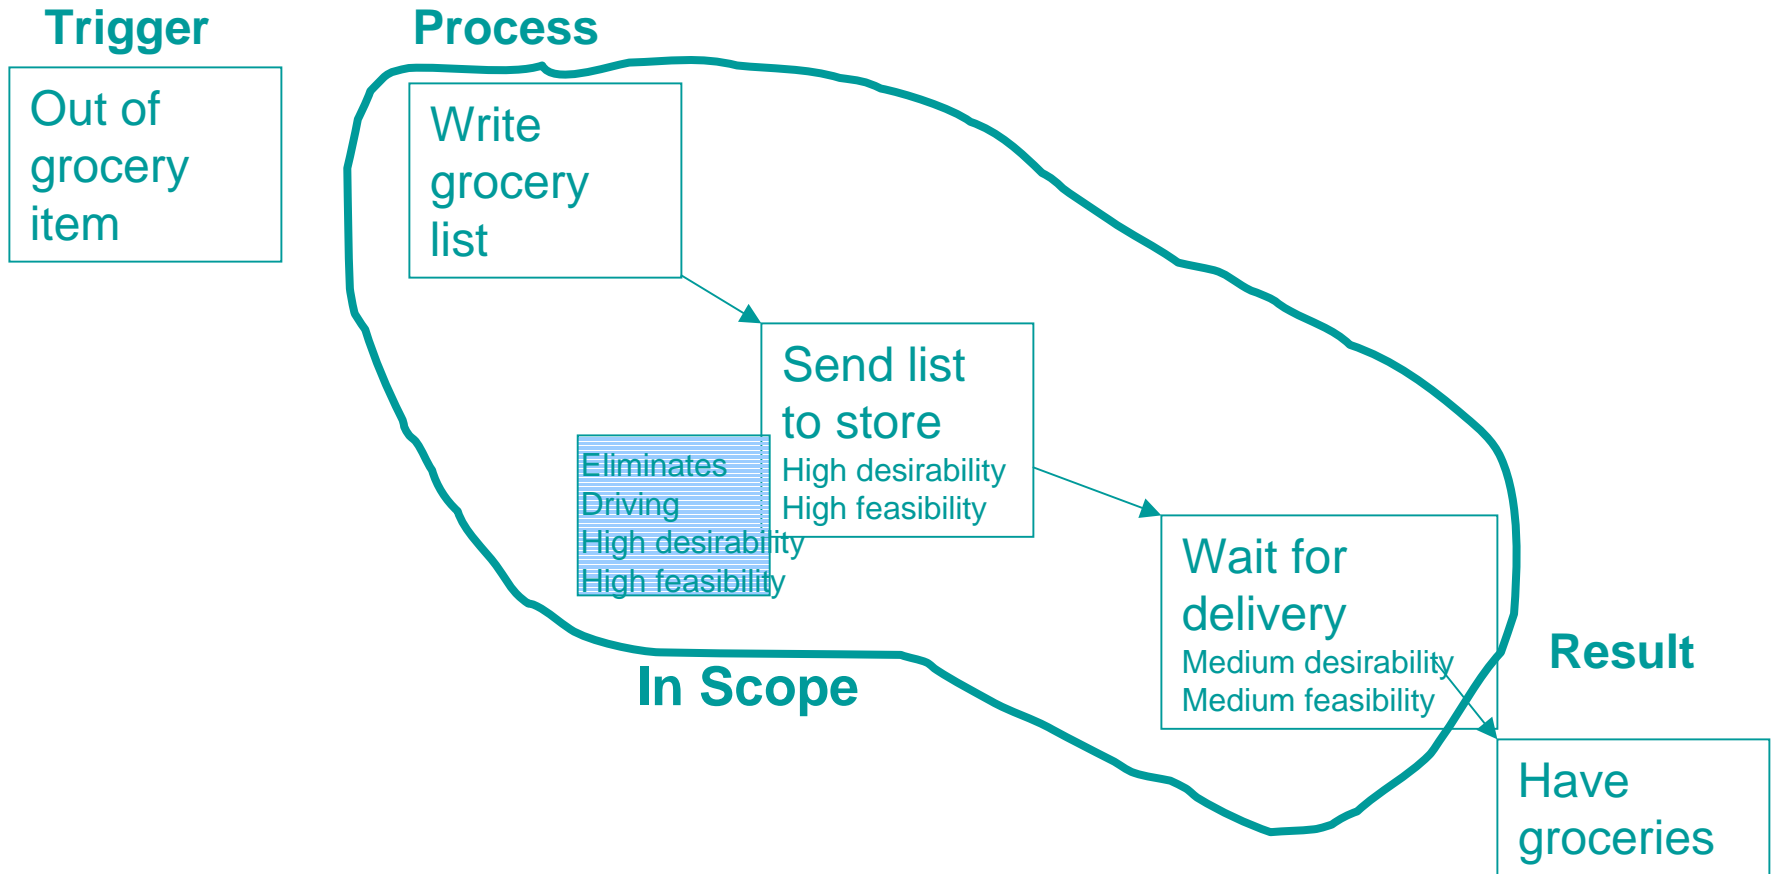 Trigger
Process
Out of
grocery
item
Write
grocery
list
Send list
to store
High desirability
High feasibility
Eliminates
Driving
High desirability
High feasibility
In Scope
Wait for
delivery
Medium desirability
Medium feasibility
Result
Have
groceries